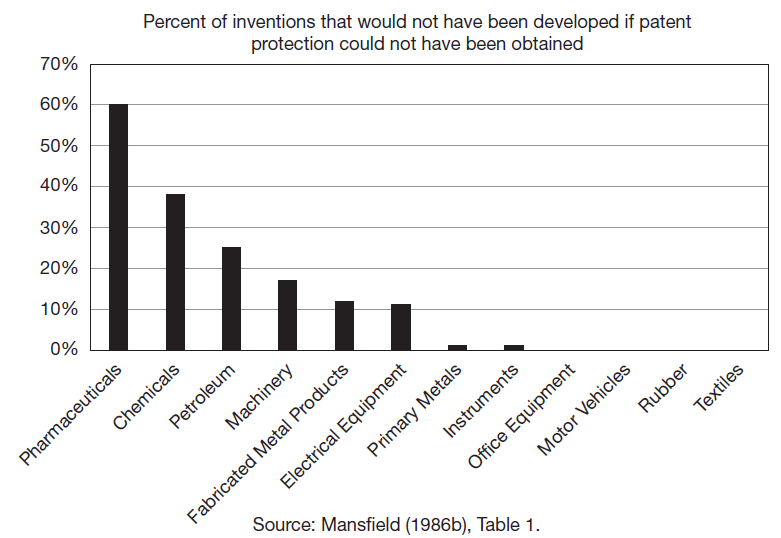 Percent of inventions that would not have been developed if patent
protection could not have been obtained
70%
60%
50%
40%
30%
20%
10%
0%
Pharmaceuticals
Chemicals
Petroleum
Machinery
Fabricated Metal Products
Electrical Equipment
Primary Metals
Instruments
Office Equipment
Motor Vehicles
Rubber
Textiles
Source: Mansfield (1986b), Table 1.